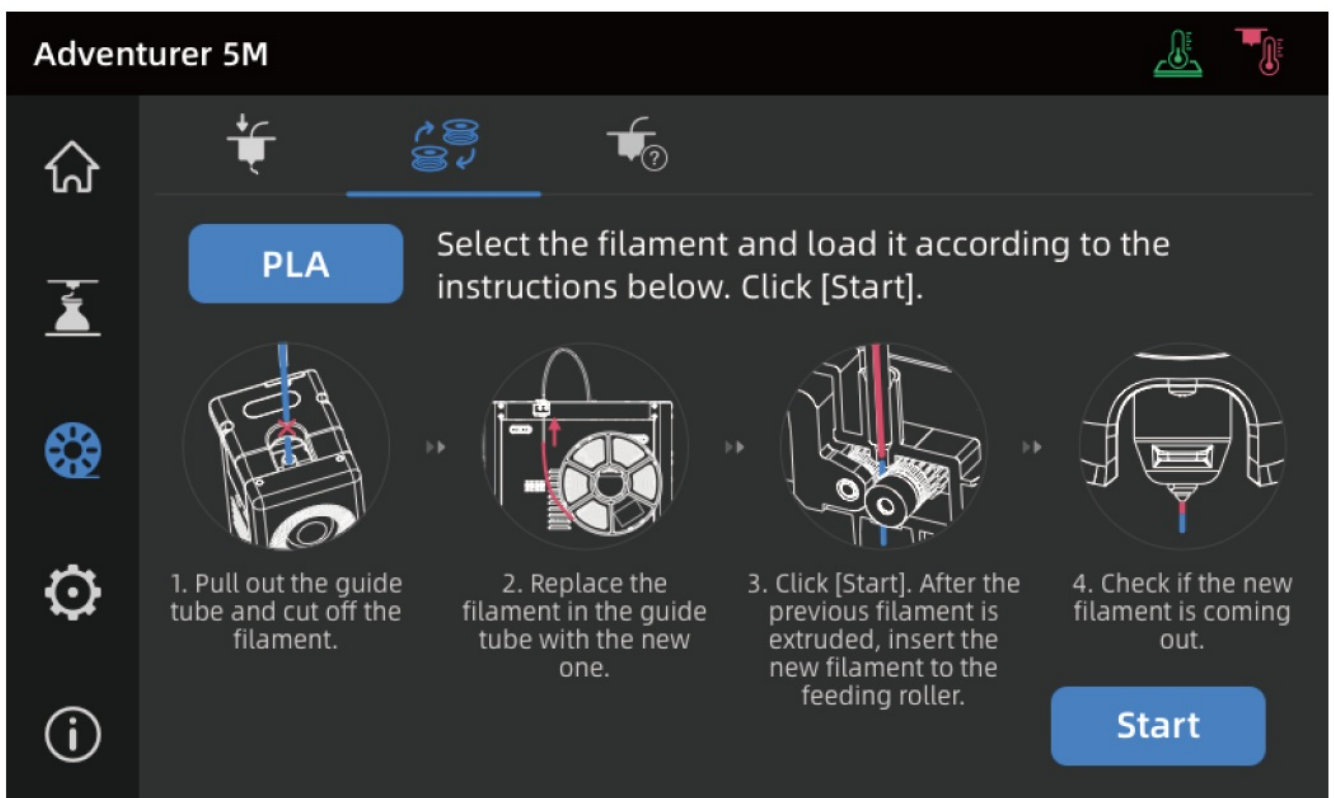 Adventurer 5M
PLA
Select the filament and load it according to the
instructions below. Click [Start].
1. Pull out the guide
tube and cut off the
filament.
2. Replace the
filament in the guide
tube with the new
one.
3. Click [Start]. After the
previous filament is
extruded, insert the
new filament to the
feeding roller.
4. Check if the new
filament is coming
out.
Start